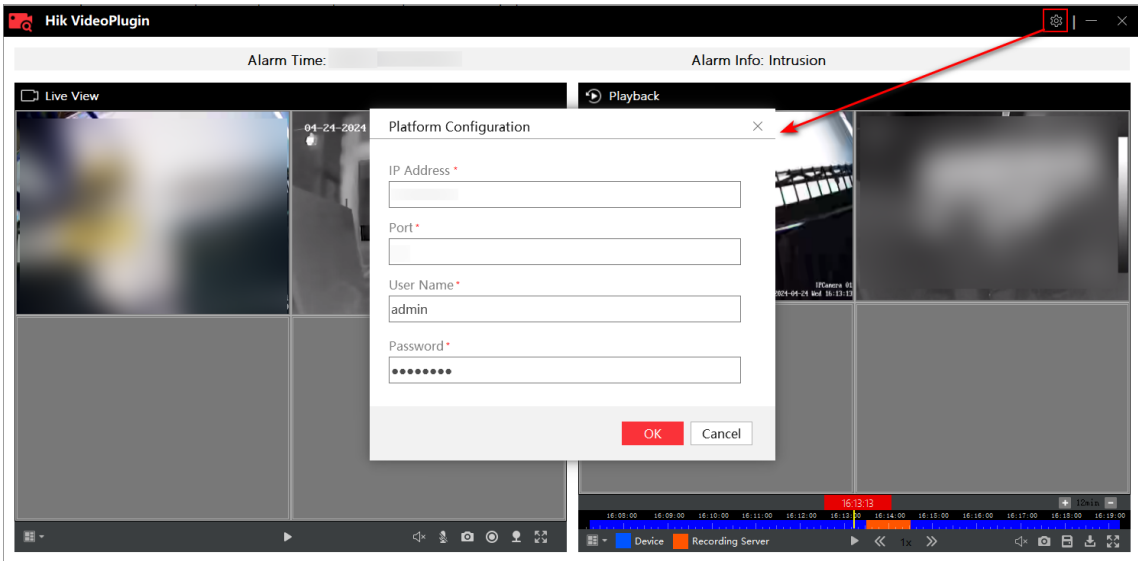 Hik VideoPlugin
Alarm Time:
Alarm Info: Intrusion
Live View
Playback
04-24-2024
Platform Configuration
IP Address *
Port *
User Name *
admin
Password *
••••••••
OK
Cancel
IPCamera 01
2024-04-24 Wed 16:13:13
16:13:13
12min
16:08:00 16:09:00 16:10:00 16:11:00 16:12:00 16:13:00 16:14:00 16:15:00 16:16:00 16:17:00 16:18:00 16:19:00
Device
Recording Server
1x